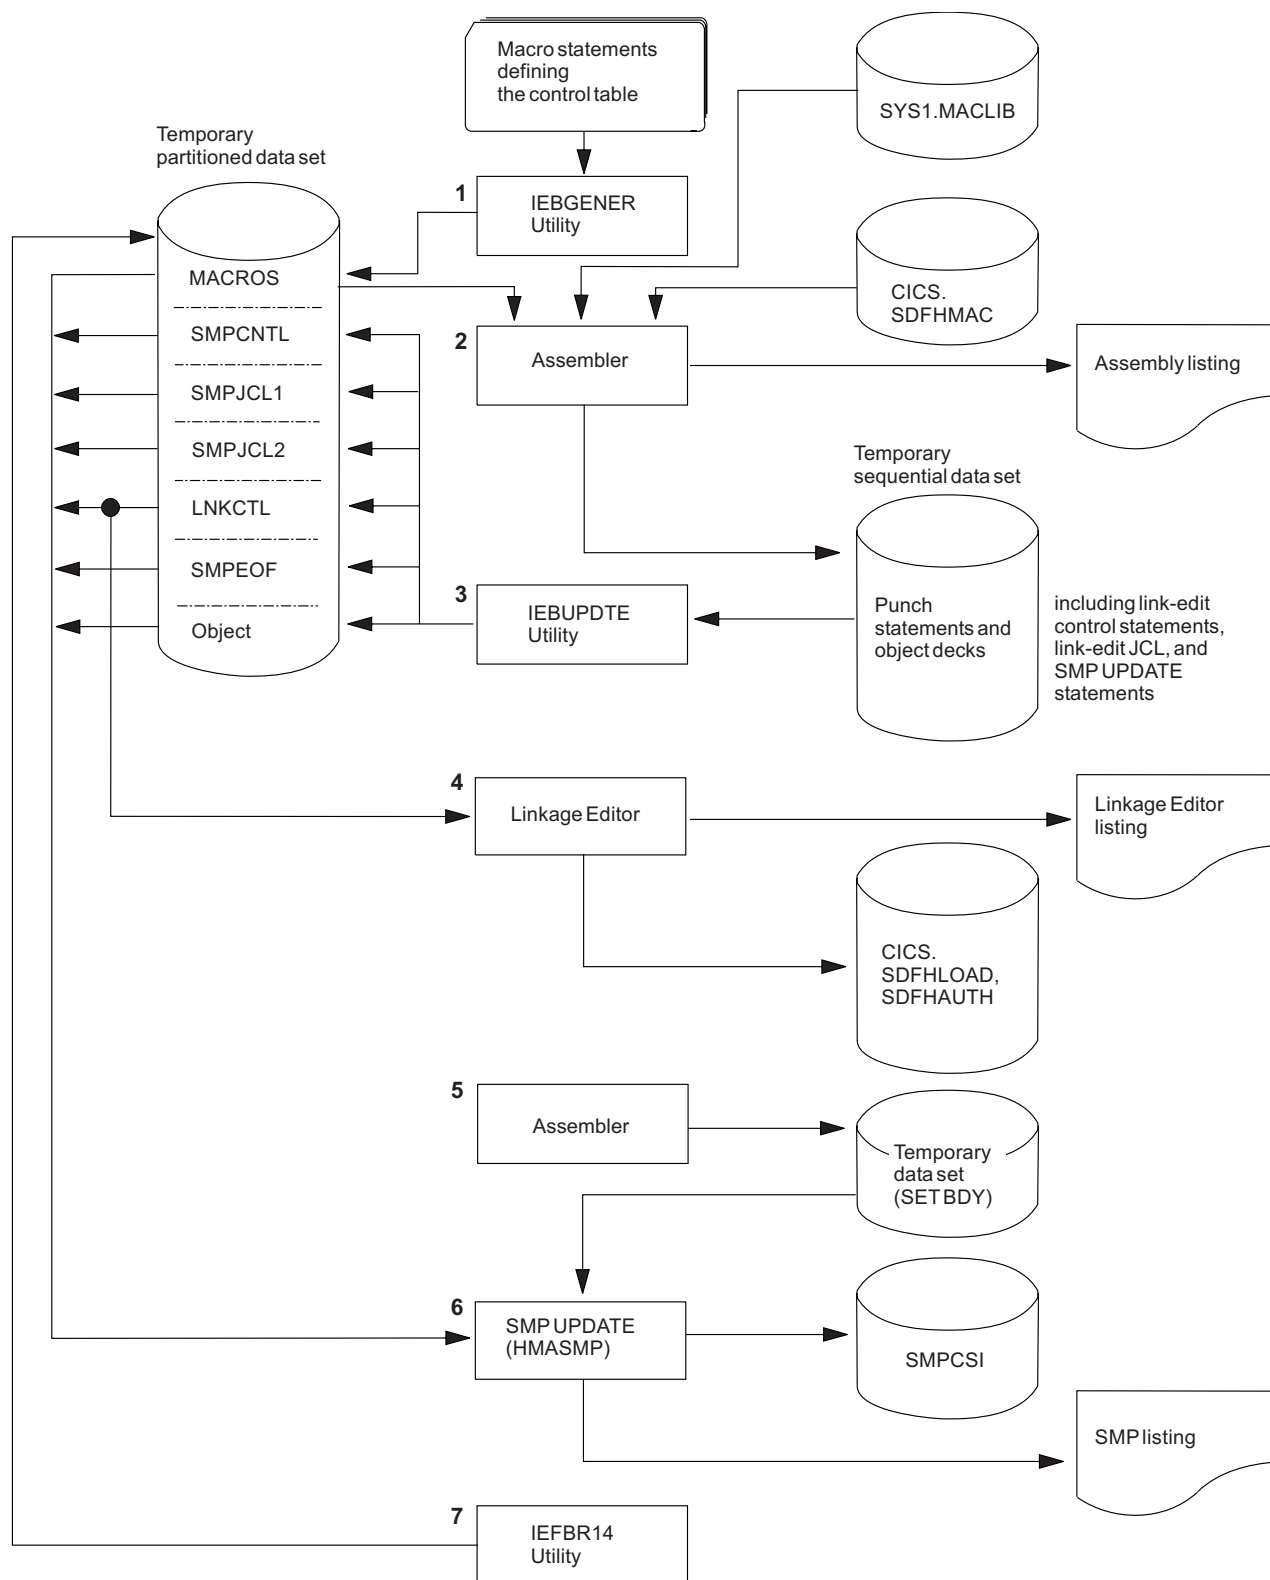 Macro statements
defining
the control table
SYS1.MACLIB
Temporary
partitioned data set
1
IEBGENER
Utility
MACROS
CICS.
SDFHMAC
SMPCNTL
2
Assembler
Assembly listing
SMPJCL1
SMPJCL2
Temporary
sequential data set
LNKCTL
SMPEOF
3
IEBUPDTE
Utility
Punch
statements and
object decks
including link-edit
control statements,
link-edit JCL, and
SMP UPDATE
statements
Object
4
Linkage Editor
Linkage Editor
listing
CICS.
SDFHLOAD,
SDFHAUTH
5
Assembler
Temporary
data set
(SET BDY)
6
SMP UPDATE
(HMASMP)
SMPCSI
SMP listing
7
IEFBR14
Utility